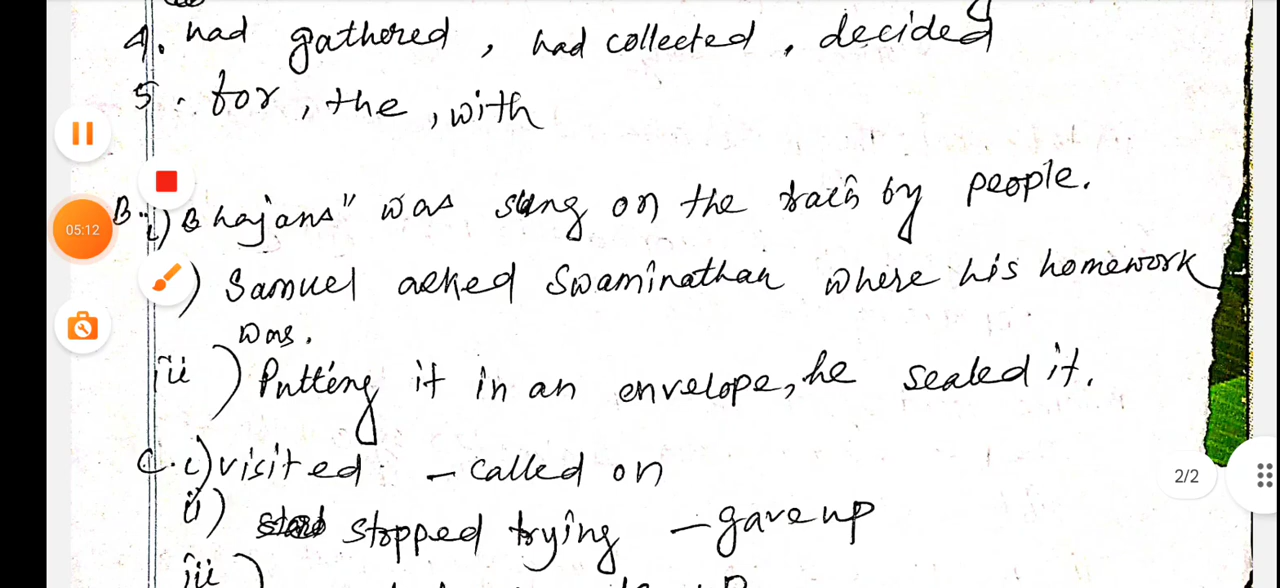 4. had gathered, had collected, decided
5. for, the, with
B. i) Bhajans" was sung on the train by people.
05:12
) Samuel asked Swaminathan where his homework
was.
iii) Putting it in an envelope, he sealed it.
C. i) visited - called on
2/2
ii) stopped trying - gave up
iii)